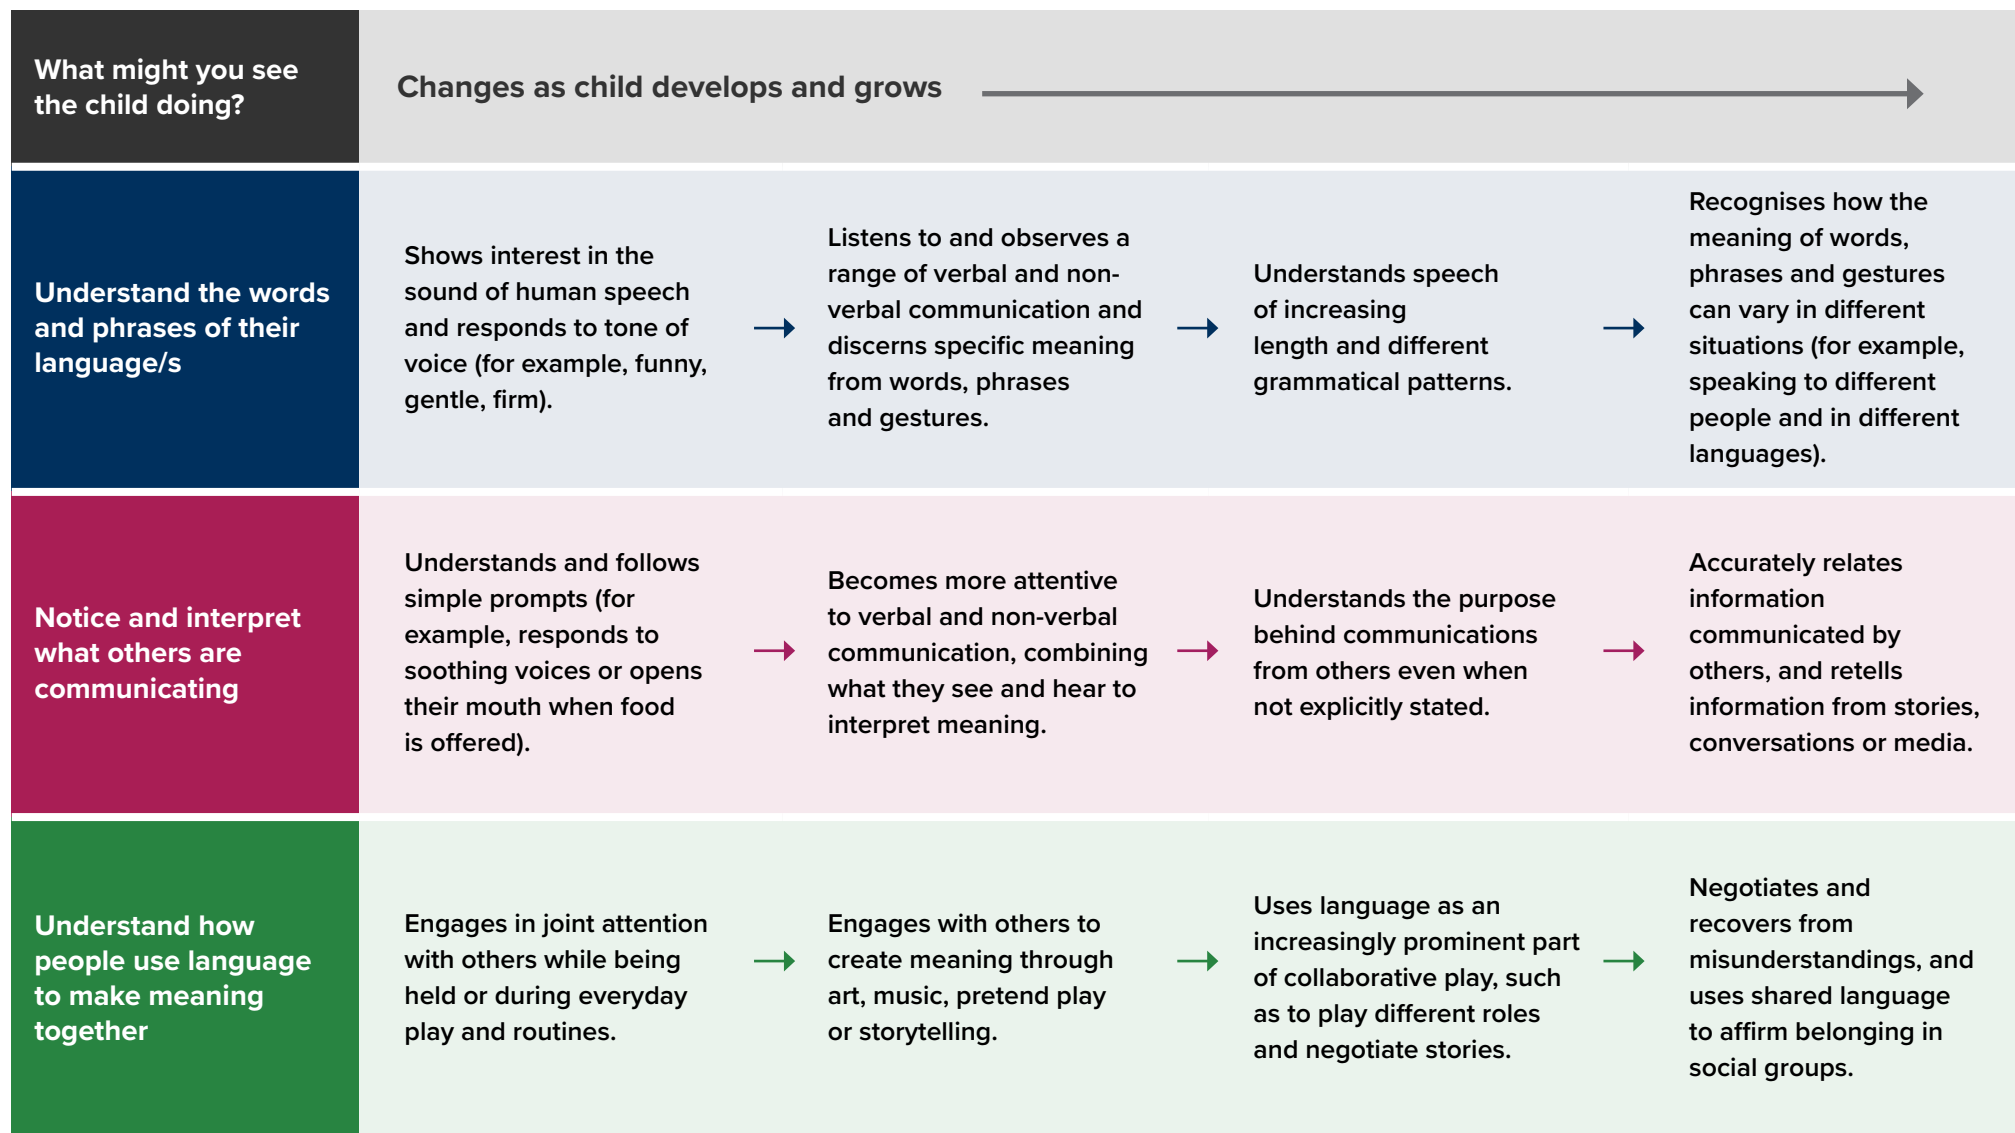 What might you see
the child doing?
Changes as child develops and grows
Understand the words
and phrases of their
language/s
Shows interest in the
sound of human speech
and responds to tone of
voice (for example, funny,
gentle, firm).
Listens to and observes a
range of verbal and non-
verbal communication and
discerns specific meaning
from words, phrases
and gestures.
Understands speech
of increasing
length and different
grammatical patterns.
Recognises how the
meaning of words,
phrases and gestures
can vary in different
situations (for example,
speaking to different
people and in different
languages).
Notice and interpret
what others are
communicating
Understands and follows
simple prompts (for
example, responds to
soothing voices or opens
their mouth when food
is offered).
Becomes more attentive
to verbal and non-verbal
communication, combining
what they see and hear to
interpret meaning.
Understands the purpose
behind communications
from others even when
not explicitly stated.
Accurately relates
information
communicated by
others, and retells
information from stories,
conversations or media.
Understand how
people use language
to make meaning
together
Engages in joint attention
with others while being
held or during everyday
play and routines.
Engages with others to
create meaning through
art, music, pretend play
or storytelling.
Uses language as an
increasingly prominent part
of collaborative play, such
as to play different roles
and negotiate stories.
Negotiates and
recovers from
misunderstandings, and
uses shared language
to affirm belonging in
social groups.